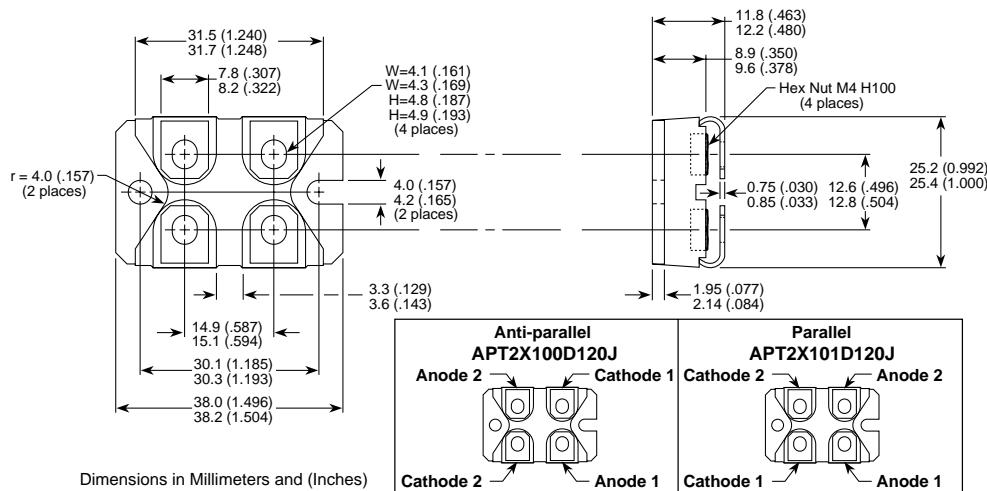 31.5 (1.240)
31.7 (1.248)
7.8 (.307)
8.2 (.322)
W=4.1 (.161)
W=4.3 (.169)
H=4.8 (.187)
H=4.9 (.193)
(4 places)
r = 4.0 (.157)
(2 places)
4.0 (.157)
4.2 (.165)
(2 places)
3.3 (.129)
3.6 (.143)
14.9 (.587)
15.1 (.594)
30.1 (1.185)
30.3 (1.193)
38.0 (1.496)
38.2 (1.504)
Dimensions in Millimeters and (Inches)
11.8 (.463)
12.2 (.480)
8.9 (.350)
9.6 (.378)
Hex Nut M4 H100
(4 places)
0.75 (.030)
0.85 (.033)
12.6 (.496)
12.8 (.504)
25.2 (0.992)
25.4 (1.000)
1.95 (.077)
2.14 (.084)
Anti-parallel
APT2X100D120J
Anode 2
Cathode 1
Cathode 2
Anode 1
Parallel
APT2X101D120J
Cathode 2
Anode 2
Cathode 1
Anode 1